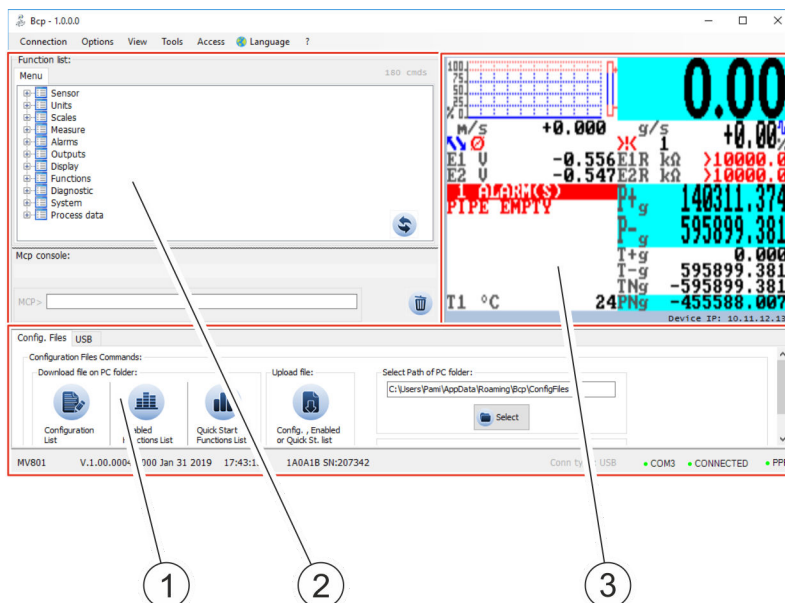 Bcp - 1.0.0.0
Connection Options View Tools Access Language ?
Function list:
Menu
180 cmds
Sensor
Units
Scales
Measure
Alarms
Outputs
Display
Functions
Diagnostic
System
Process data
Mcp console:
MCP>
100.
75.
50.
25.
% 0.
0.00
m/s +0.000 g/s +0.00%
1
E1 V -0.556 E1R kΩ >10000.0
E2 V -0.547 E2R kΩ >10000.0
1 ALARM(S)
PIPE EMPTY
P+ g 140311.374
P- g 595899.381
T+g 0.000
T-g 595899.381
TNg -595899.381
T1 °C 24 PNg -455588.007
Device IP: 10.11.12.13
Config. Files USB
Configuration Files Commands:
Download file on PC folder:
Upload file:
Select Path of PC folder:
C:\Users\Pami\AppData\Roaming\Bcp\ConfigFiles
Select
Configuration List
Functions List
Quick Start Functions List
Config. , Enabled or Quick St. list
MV801 Jan 31 2019 1A0A1B SN:207342 Conn USB COM3 CONNECTED
1
2
3